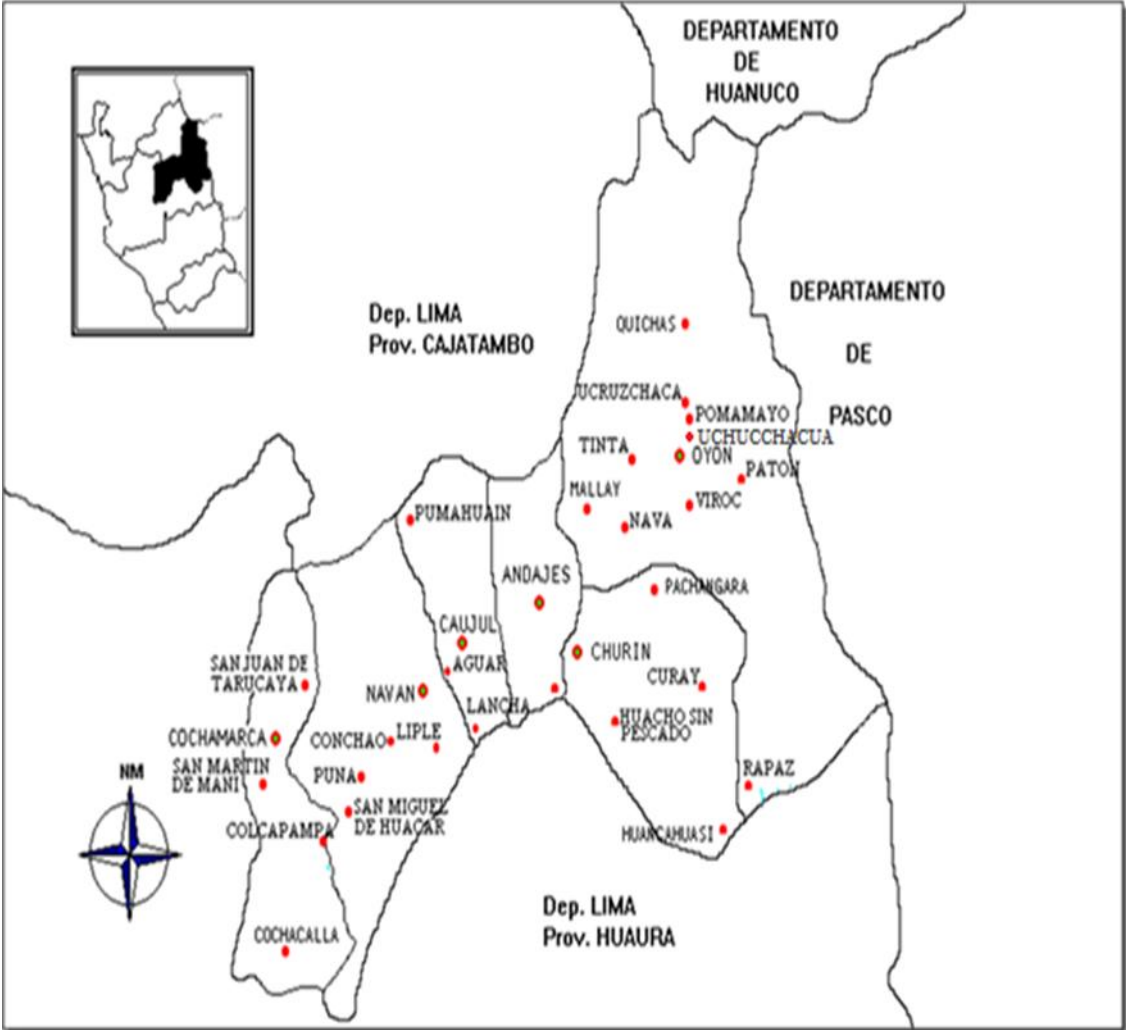 DEPARTAMENTO
DE
HUANUCO
DEPARTAMENTO
DE
PASCO
Dep. LIMA
Prov. CAJATAMBO
QUICHAS
UCRUZCHACA
POMAMAYO
UCHUCCHACUA
TINTA
OYON
PATON
MALLAY
VIROC
NAVA
PUMAHUAIN
ANDAJES
PACHANGARA
CAUJUL
CHURIN
AGUAR
SAN JUAN DE
TARUCAYA
CURAY
NAVAN
LANCHA
HUACHO SIN
PESCADO
COCHAMARCA
CONCHAO
LIPLE
SAN MARTIN
DE MANI
PUNA
RAPAZ
NM
SAN MIGUEL
DE HUACAR
COLCAPAMPA
HUANCAHUASI
Dep. LIMA
Prov. HUAURA
COCHACALLA